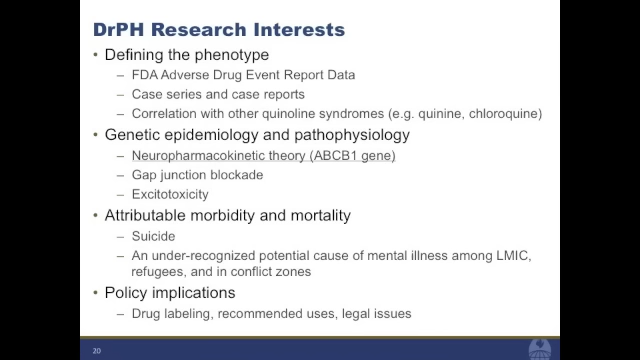 DrPH Research Interests
• Defining the phenotype
– FDA Adverse Drug Event Report Data
– Case series and case reports
– Correlation with other quinoline syndromes (e.g. quinine, chloroquine)
• Genetic epidemiology and pathophysiology
– Neuropharmacokinetic theory (ABCB1 gene)
– Gap junction blockade
– Excitotoxicity
• Attributable morbidity and mortality
– Suicide
– An under-recognized potential cause of mental illness among LMIC,
refugees, and in conflict zones
• Policy implications
– Drug labeling, recommended uses, legal issues
20